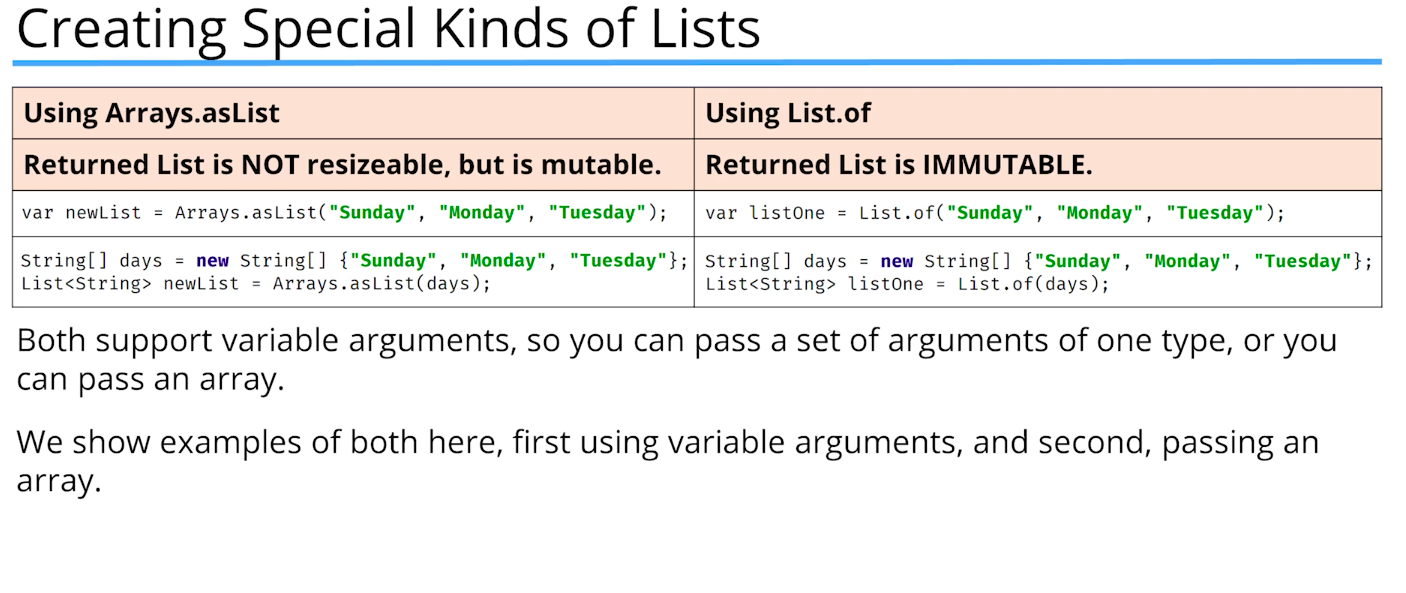 Creating Special Kinds of Lists
Using Arrays.asList
Using List.of
Returned List is NOT resizeable, but is mutable.
Returned List is IMMUTABLE.
var newList = Arrays.asList("Sunday", "Monday", "Tuesday");
var listOne = List.of("Sunday", "Monday", "Tuesday");
String[] days = new String[] {"Sunday", "Monday", "Tuesday"};
List<String> newList = Arrays.asList(days);
String[] days = new String[] {"Sunday", "Monday", "Tuesday"};
List<String> listOne = List.of(days);
Both support variable arguments, so you can pass a set of arguments of one type, or you
can pass an array.
We show examples of both here, first using variable arguments, and second, passing an
array.